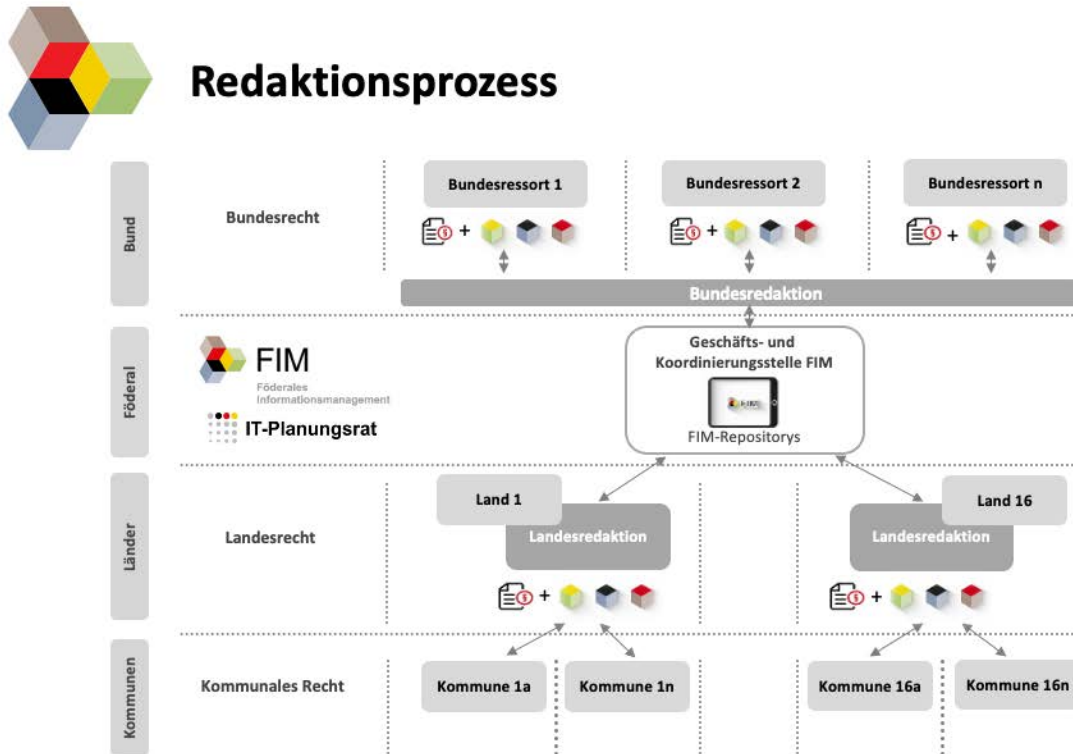 Redaktionsprozess
Bund
Bundesrecht
Bundesressort 1
Bundesressort 2
Bundesressort n
+
+
+
Bundesredaktion
Föderal
FIM
Föderales
Informationsmanagement
IT-Planungsrat
Geschäfts- und
Koordinierungsstelle FIM
FIM-Repositorys
Länder
Landesrecht
Land 1
Landesredaktion
+
Land 16
Landesredaktion
+
Kommunen
Kommunales Recht
Kommune 1a
Kommune 1n
Kommune 16a
Kommune 16n